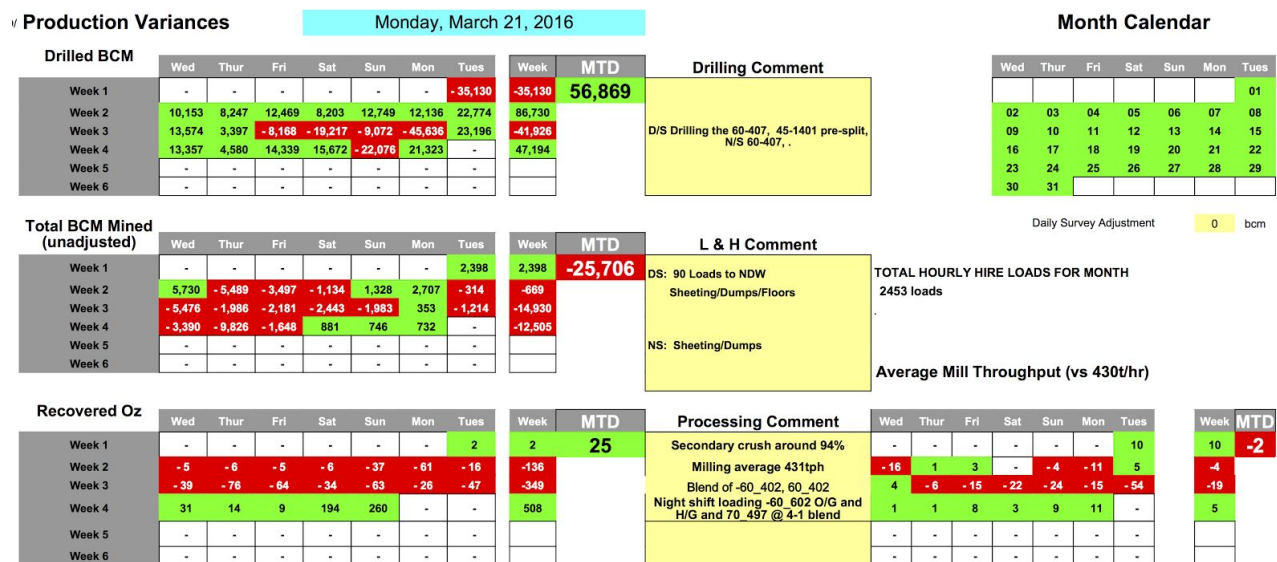 Production Variances Monday, March 21, 2016 Month Calendar
Drilled BCM Wed Thur Fri Sat Sun Mon Tues Week MTD Drilling Comment Wed Thur Fri Sat Sun Mon Tues
Week 1 - - - - - - - 35,130 -35,130 56,869 01
Week 2 10,153 8,247 12,469 8,203 12,749 12,136 22,774 86,730 02 03 04 05 06 07 08
Week 3 13,574 3,397 - 8,168 - 19,217 - 9,072 - 45,636 23,196 -41,926 D/S Drilling the 60-407, 45-1401 pre-split, 09 10 11 12 13 14 15
N/S 60-407, .
Week 4 13,357 4,580 14,339 15,672 - 22,076 21,323 - 47,194 16 17 18 19 20 21 22
Week 5 - - - - - - - 23 24 25 26 27 28 29
Week 6 - - - - - - - 30 31
Daily Survey Adjustment 0 bcm
Total BCM Mined
(unadjusted) Wed Thur Fri Sat Sun Mon Tues Week MTD L & H Comment
Week 1 - - - - - - 2,398 2,398 -25,706 DS: 90 Loads to NDW TOTAL HOURLY HIRE LOADS FOR MONTH
Week 2 5,730 - 5,489 - 3,497 - 1,134 1,328 2,707 - 314 -669 Sheeting/Dumps/Floors 2453 loads
Week 3 - 5,476 - 1,986 - 2,181 - 2,443 - 1,983 353 - 1,214 -14,930 .
Week 4 - 3,390 - 9,826 - 1,648 881 746 732 - -12,505
Week 5 - - - - - - - NS: Sheeting/Dumps
Week 6 - - - - - - -
Average Mill Throughput (vs 430t/hr)
Recovered Oz Wed Thur Fri Sat Sun Mon Tues Week MTD Processing Comment Wed Thur Fri Sat Sun Mon Tues Week MTD
Week 1 - - - - - - 2 2 25 Secondary crush around 94% - - - - - - 10 10 -2
Week 2 - 5 - 6 - 5 - 6 - 37 - 61 - 16 -136 Milling average 431tph - 16 1 3 - - 4 - 11 5 -4
Week 3 - 39 - 76 - 64 - 34 - 63 - 26 - 47 -349 Blend of -60_402, 60_402 4 - 6 - 15 - 22 - 24 - 15 - 54 -19
Week 4 31 14 9 194 260 - - 508 Night shift loading -60_602 O/G and 1 1 8 3 9 11 - 5
H/G and 70_497 @ 4-1 blend
Week 5 - - - - - - - - - - - - - -
Week 6 - - - - - - - - - - - - - -